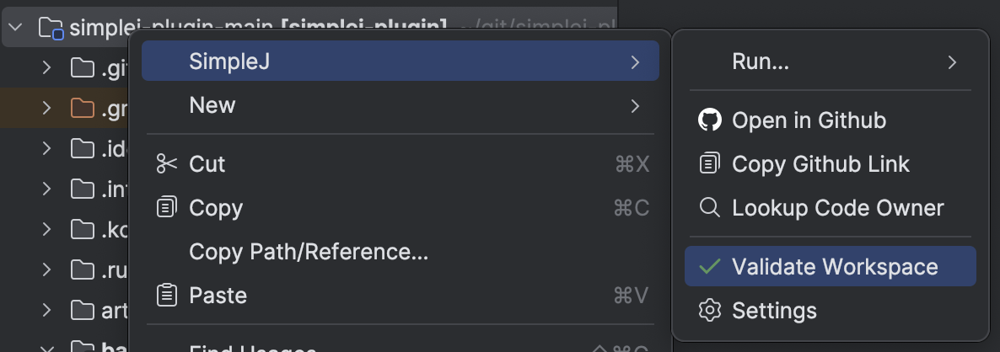 simplej-plugin-main [simplej-plugin] ~/git/simplej-pl
.gi
.gr
.id
.in
.ko
.ru
art
ba
SimpleJ
New
Cut ⌘X
Copy ⌘C
Copy Path/Reference...
Paste ⌘V
Find Usages
Run...
Open in Github
Copy Github Link
Lookup Code Owner
Validate Workspace
Settings